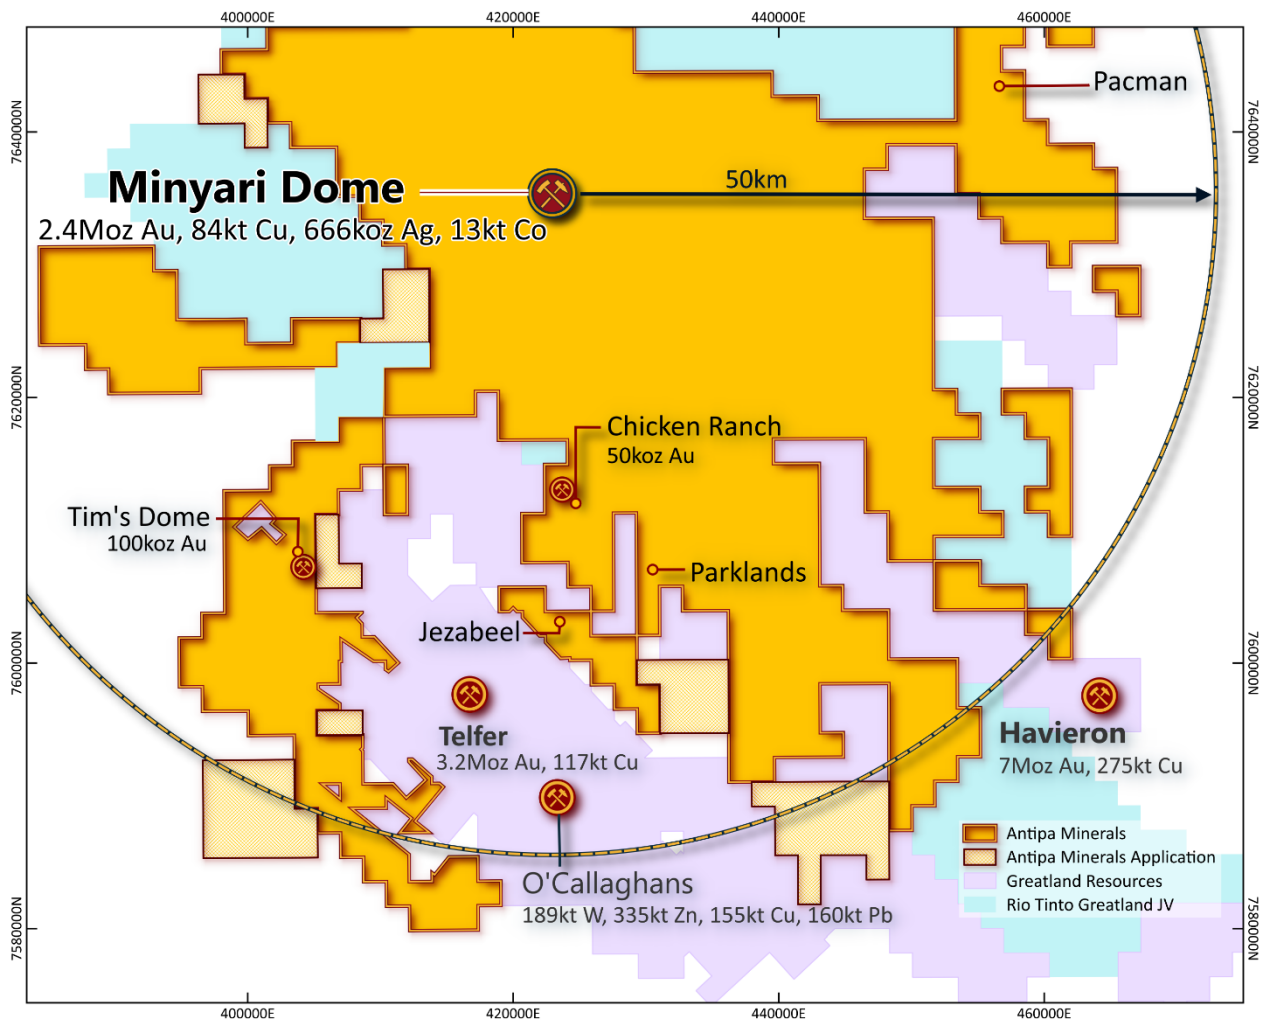 400000E
420000E
440000E
460000E
Pacman
7640000N
7640000N
Minyari Dome
50km
2.4Moz Au, 84kt Cu, 666koz Ag, 13kt Co
7620000N
7620000N
Chicken Ranch
50koz Au
Tim's Dome
100koz Au
Parklands
Jezabeel
7600000N
7600000N
Telfer
3.2Moz Au, 117kt Cu
Havieron
7Moz Au, 275kt Cu
Antipa Minerals
Antipa Minerals Application
Greatland Resources
Rio Tinto Greatland JV
O'Callaghans
189kt W, 335kt Zn, 155kt Cu, 160kt Pb
7580000N
7580000N
400000E
420000E
440000E
460000E